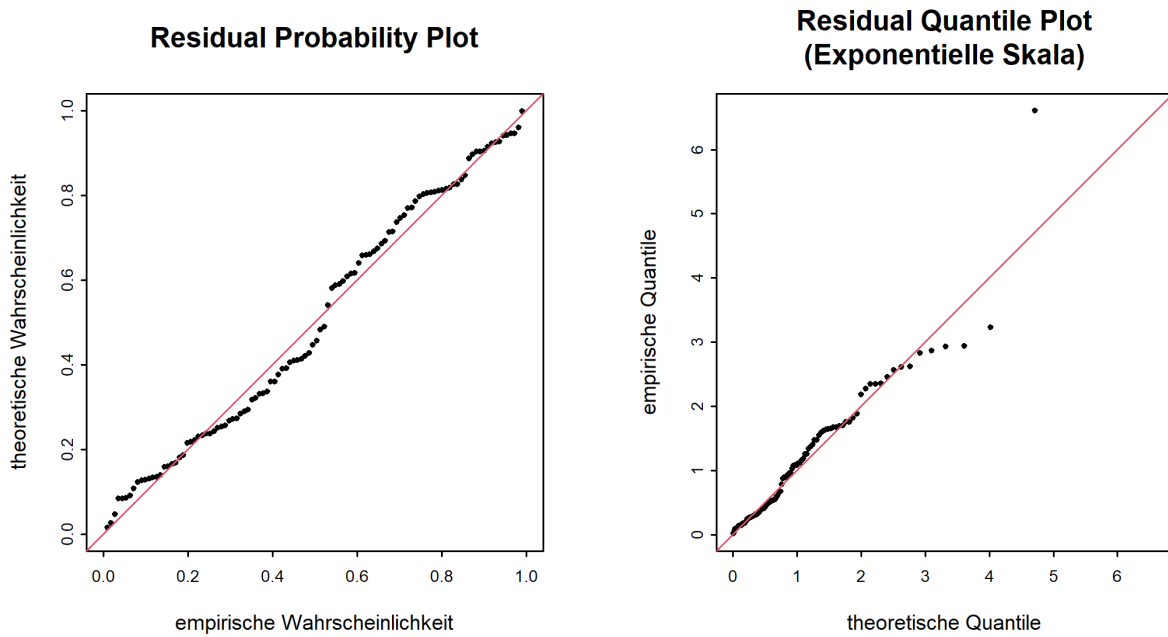 Residual Probability Plot
theoretische Wahrscheinlichkeit
0.0 0.2 0.4 0.6 0.8 1.0
0.0 0.2 0.4 0.6 0.8 1.0
empirische Wahrscheinlichkeit
Residual Quantile Plot
(Exponentielle Skala)
empirische Quantile
0 1 2 3 4 5 6
0 1 2 3 4 5 6
theoretische Quantile